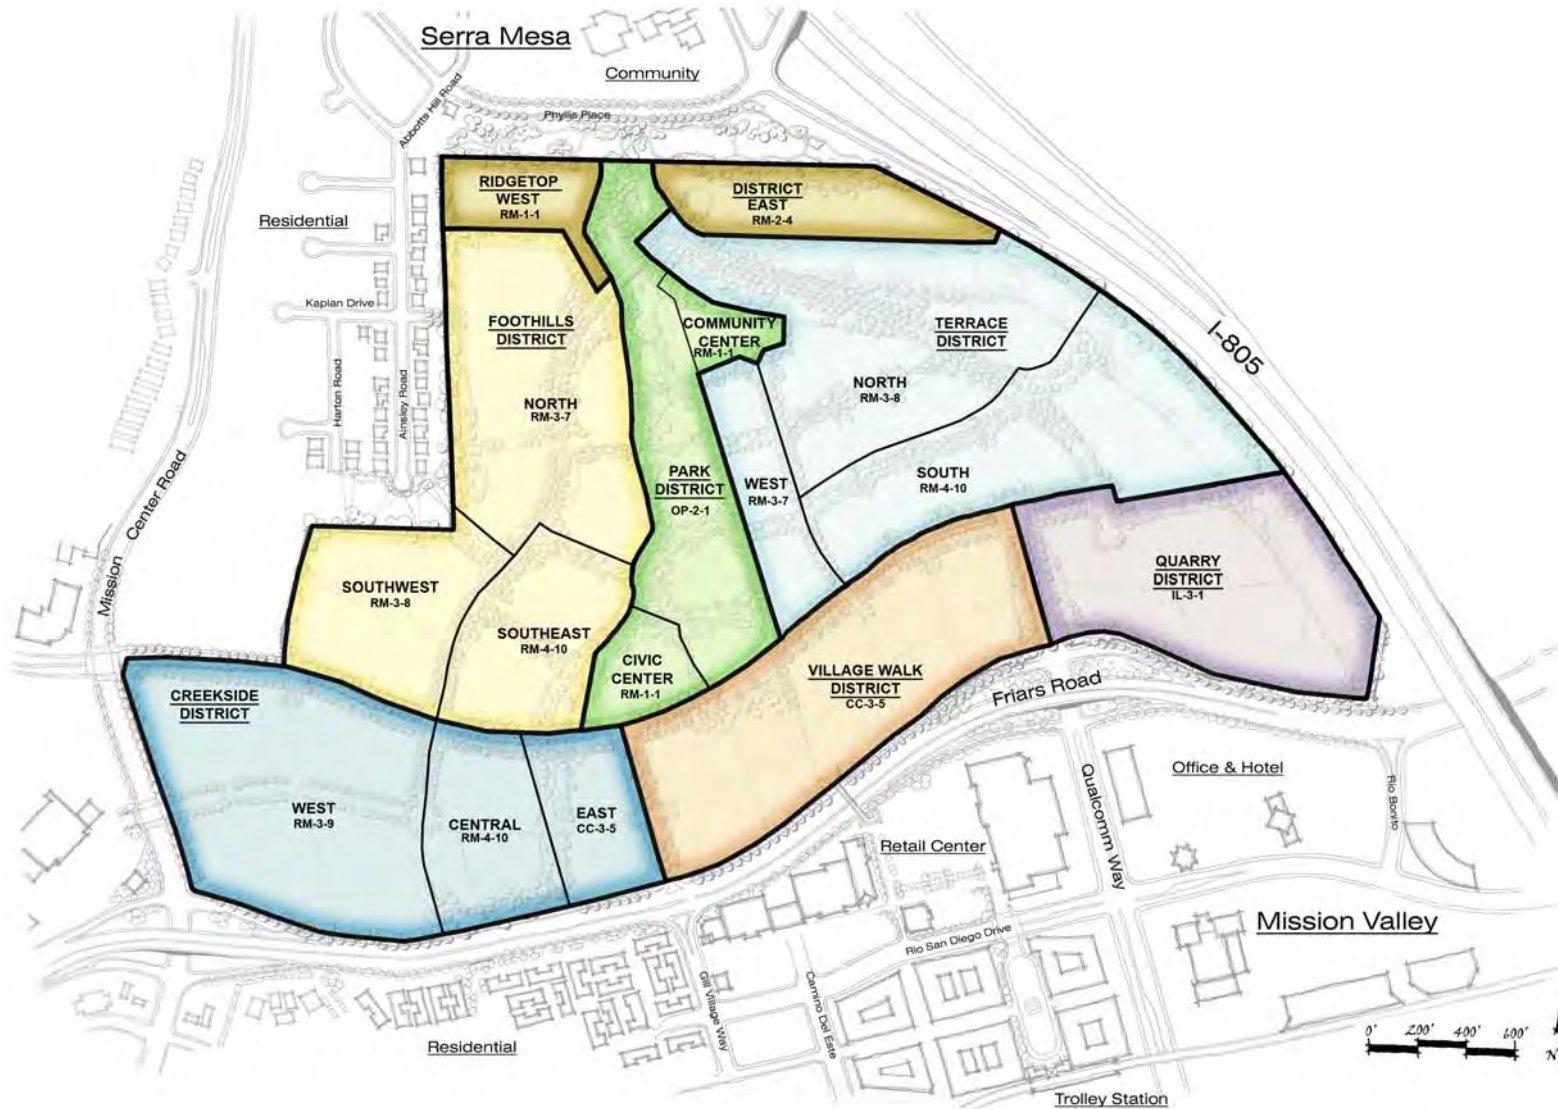 Serra Mesa
Community
Phyllis Place
Abbotts Hill Road
Residential
RIDGETOP
WEST
RM-1-1
DISTRICT
EAST
RM-2-4
Kaplan Drive
Harton Road
Ainsley Road
FOOTHILLS
DISTRICT
NORTH
RM-3-7
COMMUNITY
CENTER
RM-1-1
TERRACE
DISTRICT
NORTH
RM-3-8
I-805
Mission Center Road
PARK
DISTRICT
OP-2-1
WEST
RM-3-7
SOUTH
RM-4-10
SOUTHWEST
RM-3-8
SOUTHEAST
RM-4-10
CIVIC
CENTER
RM-1-1
QUARRY
DISTRICT
IL-3-1
VILLAGE WALK
DISTRICT
CC-3-5
Friars Road
CREEKSIDE
DISTRICT
WEST
RM-3-9
CENTRAL
RM-4-10
EAST
CC-3-5
Office & Hotel
Qualcomm Way
Rio Bonito
Retail Center
Rio San Diego Drive
Mission Valley
Gill Village Way
Camino Del Este
Residential
Trolley Station
0' 200' 400' 600'
N